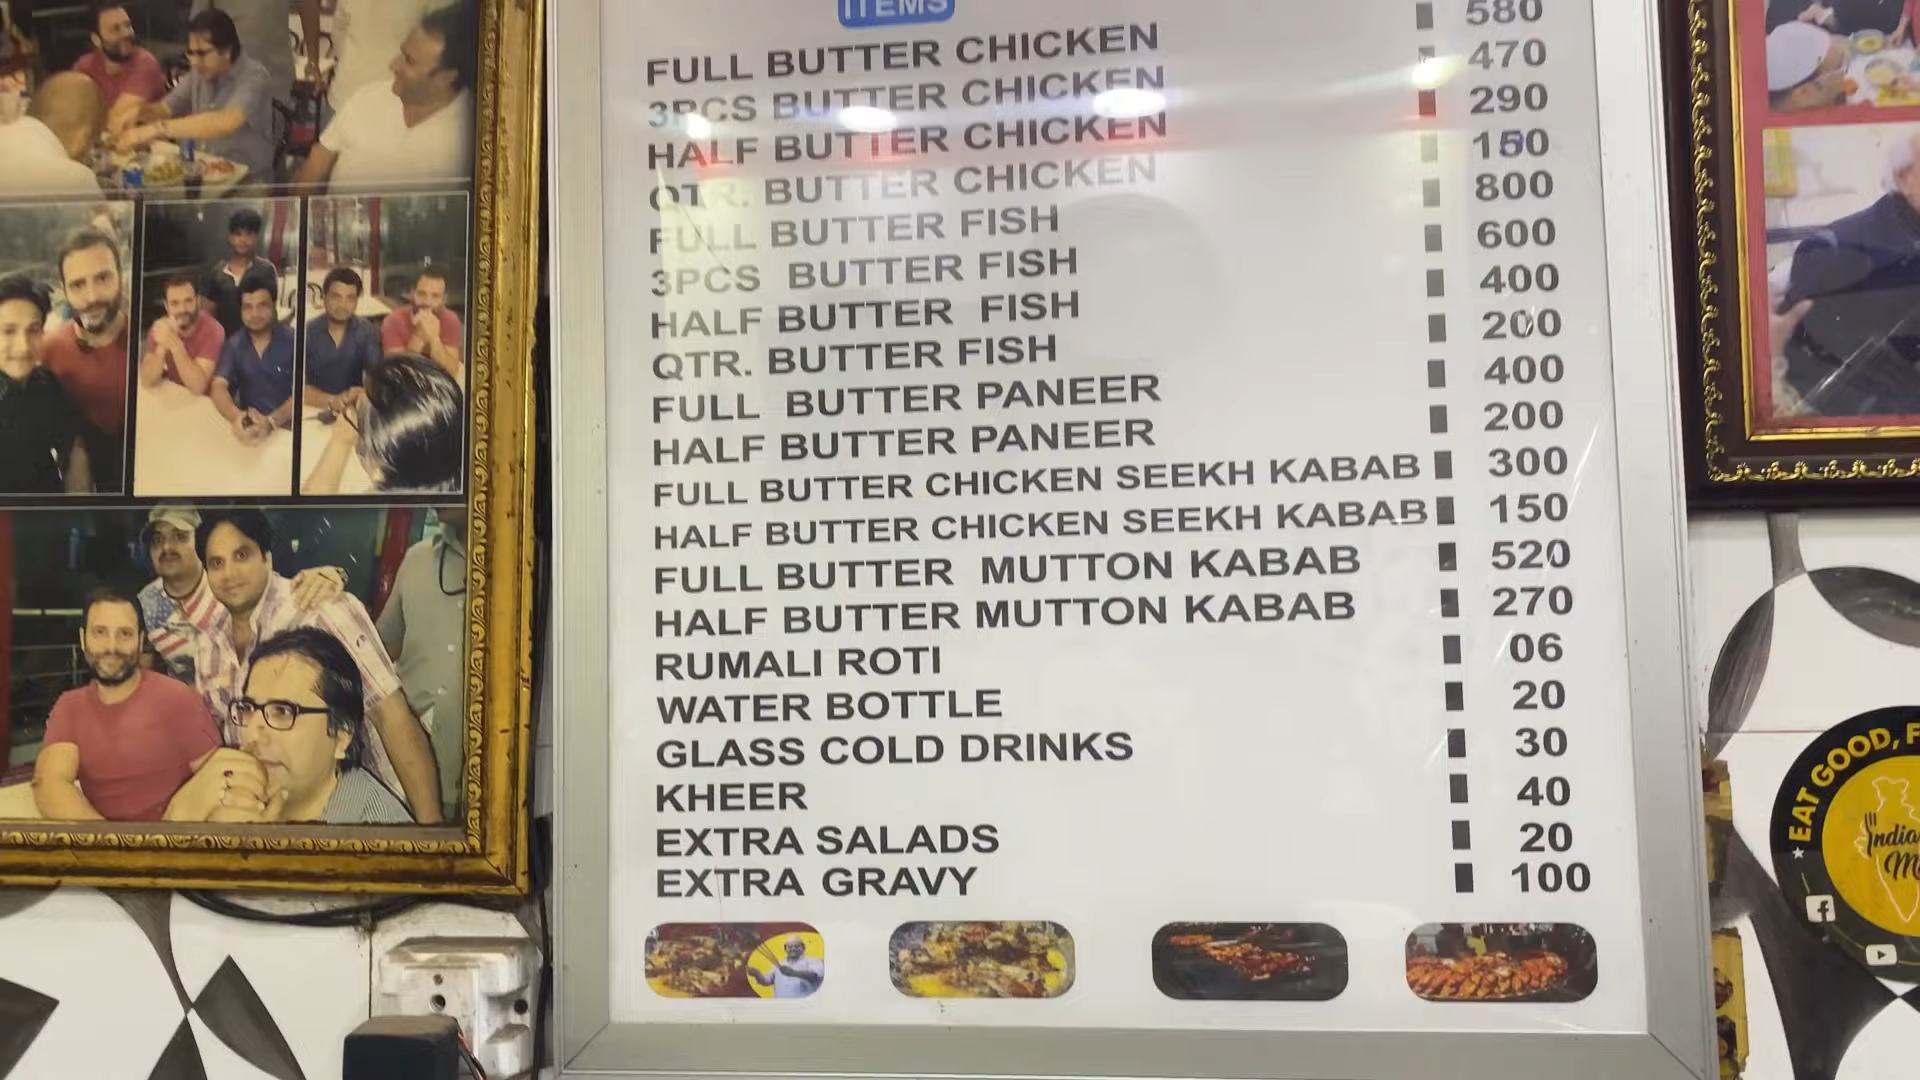 ITEMS
FULL BUTTER CHICKEN 580
3PCS BUTTER CHICKEN 470
HALF BUTTER CHICKEN 290
QTR. BUTTER CHICKEN 150
FULL BUTTER FISH 800
3PCS BUTTER FISH 600
HALF BUTTER FISH 400
QTR. BUTTER FISH 200
FULL BUTTER PANEER 400
HALF BUTTER PANEER 200
FULL BUTTER CHICKEN SEEKH KABAB 300
HALF BUTTER CHICKEN SEEKH KABAB 150
FULL BUTTER MUTTON KABAB 520
HALF BUTTER MUTTON KABAB 270
RUMALI ROTI 06
WATER BOTTLE 20
GLASS COLD DRINKS 30
KHEER 40
EXTRA SALADS 20
EXTRA GRAVY 100
EAT GOOD,